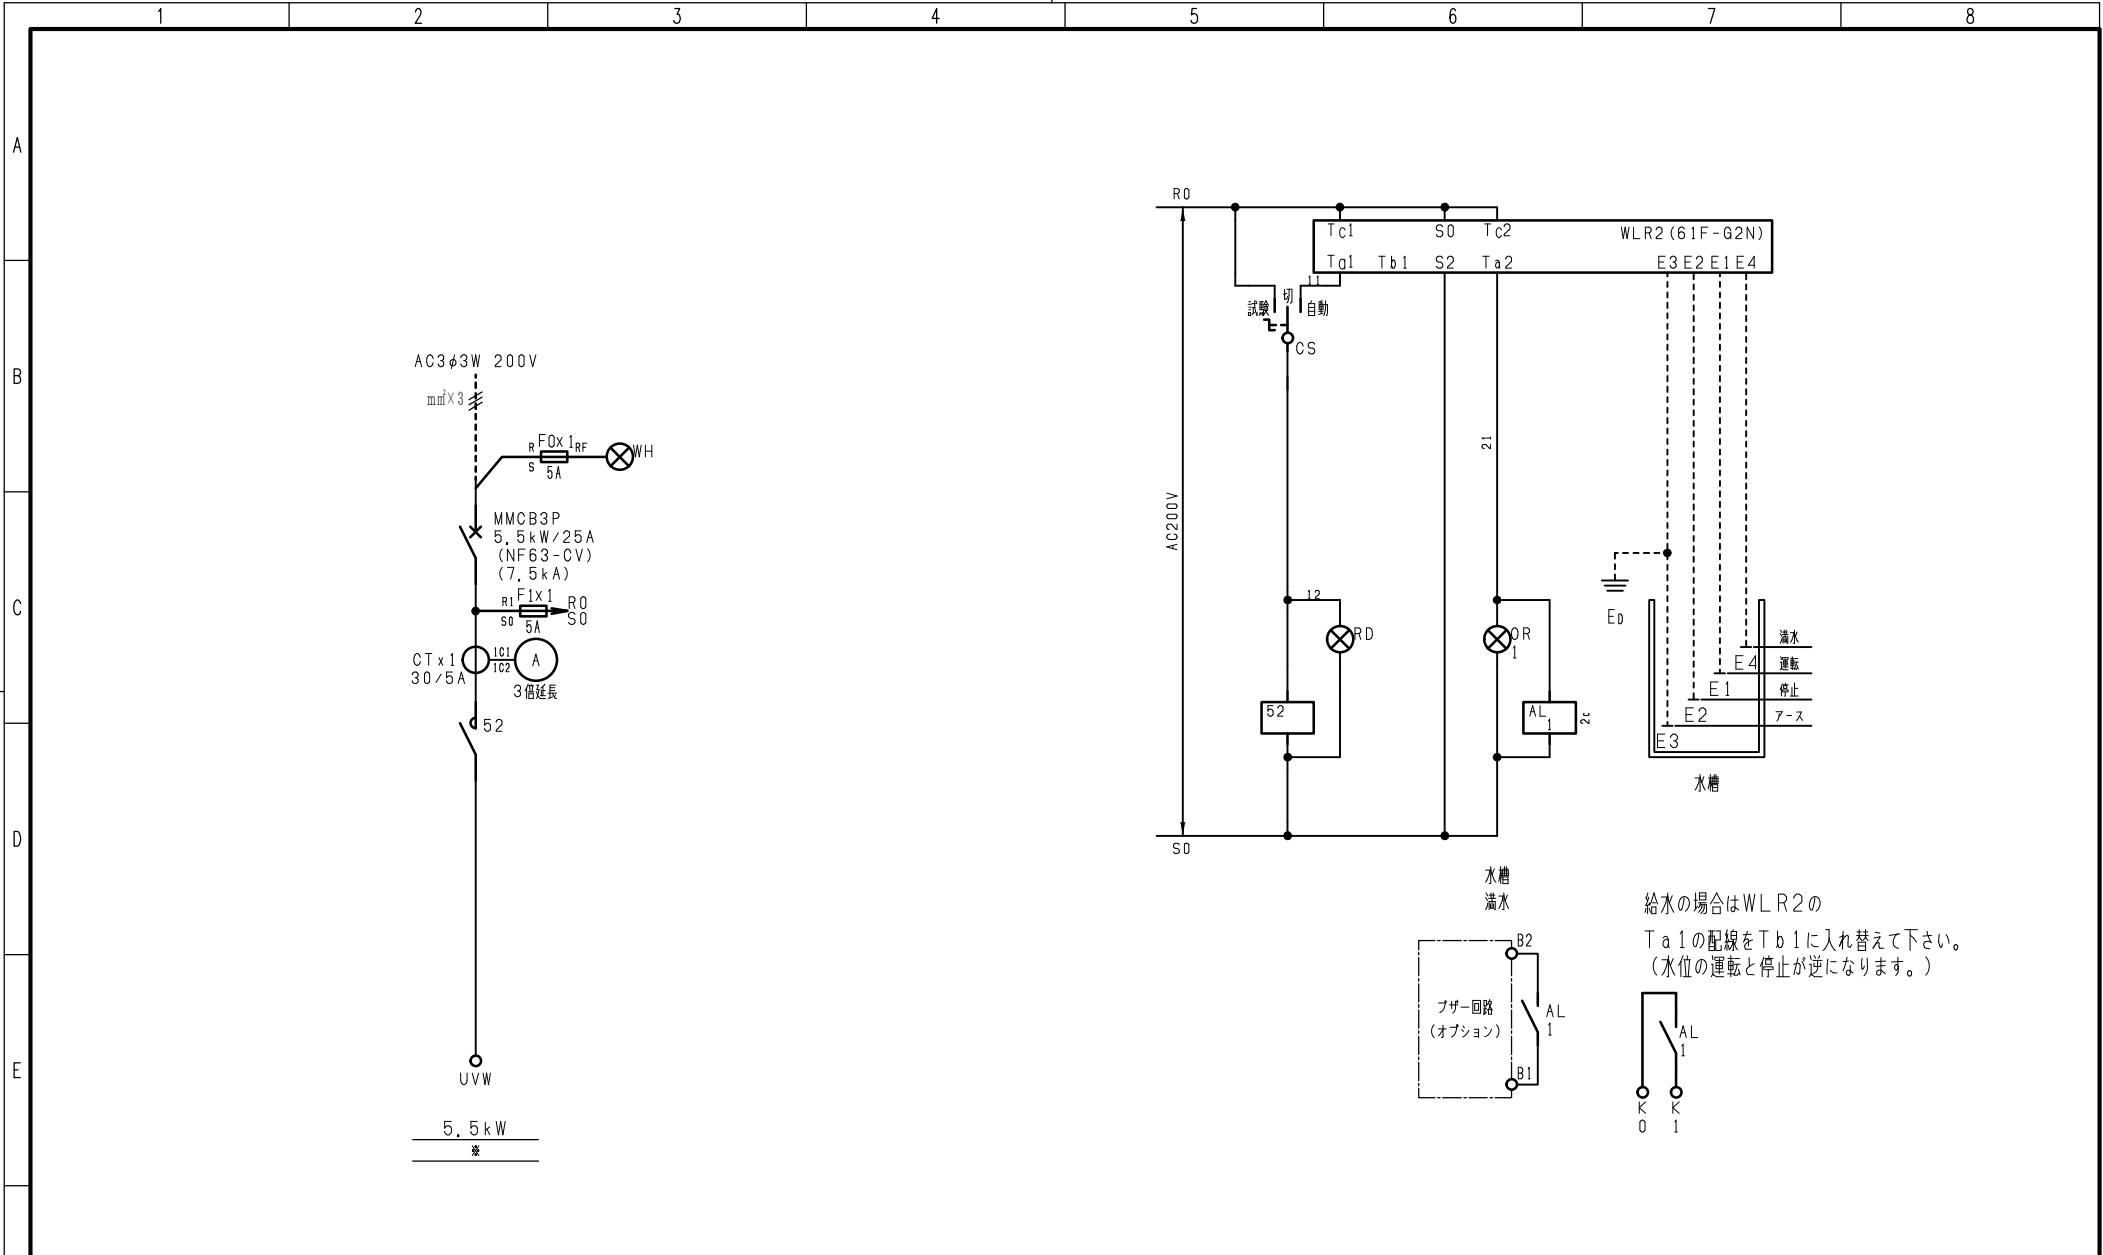 1 2 3 4 5 6 7 8
A
B
C
D
E
AC3φ3W 200V
mm²×3
R F0x1 RF
S 5A
WH
MMCB3P
5.5kW/25A
(NF63-CV)
(7.5kA)
R1 F1x1 R0
S0 5A S0
CTx1
30/5A
1C1
1C2
A
3倍延長
52
UVW
5.5kW
※
R0
AC200V
S0
Tc1 S0 Tc2 WLR2(61F-G2N)
Ta1 Tb1 S2 Ta2 E3 E2 E1 E4
11
試験 切 自動
CS
21
12
RD
52
OR
1
AL
1
2c
ED
満水
E4 運転
E1 停止
E2 アース
E3
水槽
水槽
満水
B2
ブザー回路
(オプション)
AL
1
B1
給水の場合はWLR2の
Ta1の配線をTb1に入れ替えて下さい。
(水位の運転と停止が逆になります。)
AL
1
K K
0 1